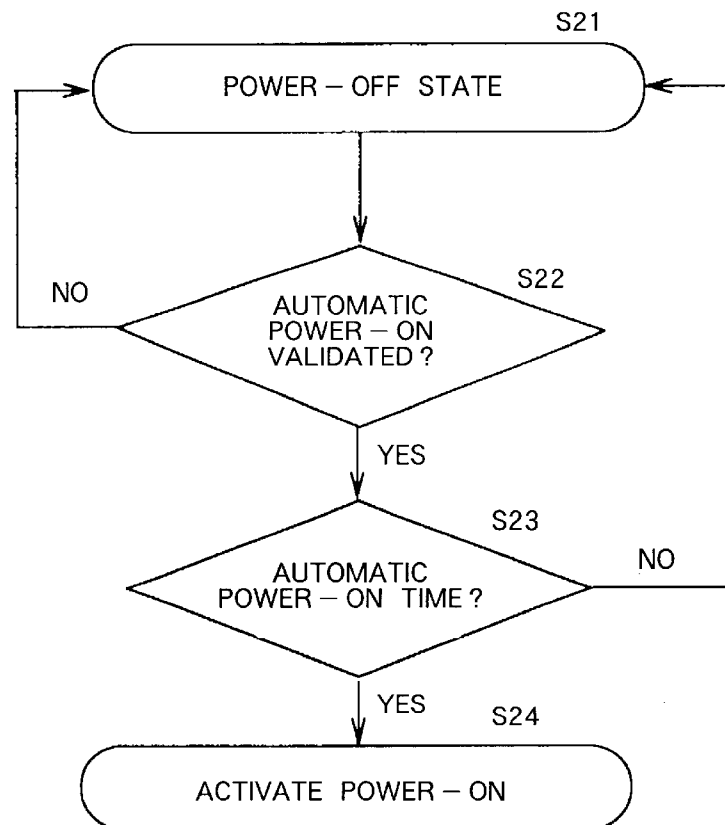 S21
POWER–OFF STATE
S22
NO
AUTOMATIC
POWER–ON
VALIDATED?
YES
S23
NO
AUTOMATIC
POWER–ON TIME?
YES
S24
ACTIVATE POWER–ON